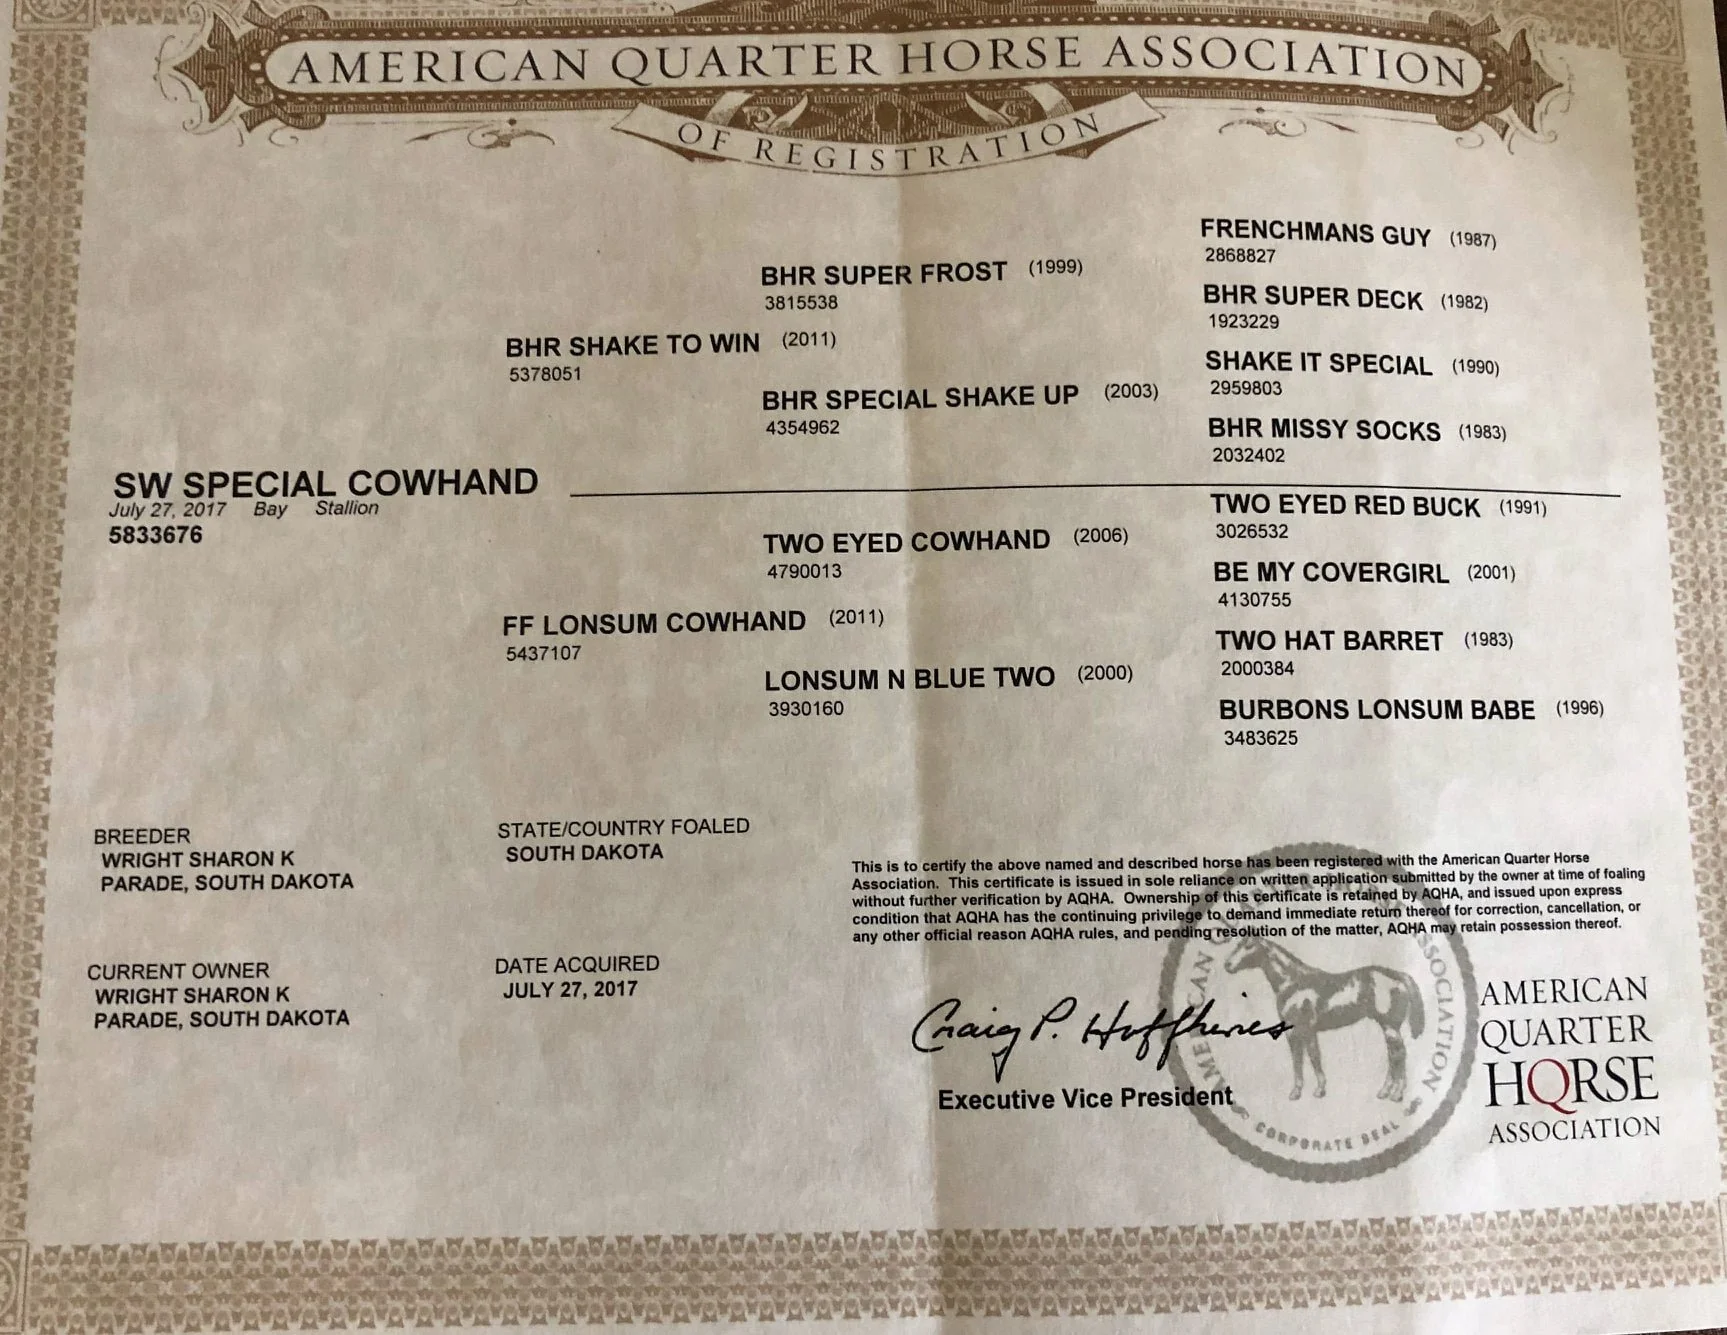 AMERICAN QUARTER HORSE ASSOCIATION
OF REGISTRATION
FRENCHMANS GUY (1987)
2868827
BHR SUPER FROST (1999)
3815538
BHR SUPER DECK (1982)
1923229
BHR SHAKE TO WIN (2011)
5378051
SHAKE IT SPECIAL (1990)
2959803
BHR SPECIAL SHAKE UP (2003)
4354962
BHR MISSY SOCKS (1983)
2032402
SW SPECIAL COWHAND
July 27, 2017 Bay Stallion
5833676
TWO EYED RED BUCK (1991)
3026532
TWO EYED COWHAND (2006)
4790013
BE MY COVERGIRL (2001)
4130755
FF LONSUM COWHAND (2011)
5437107
TWO HAT BARRET (1983)
2000384
LONSUM N BLUE TWO (2000)
3930160
BURBONS LONSUM BABE (1996)
3483625
BREEDER
WRIGHT SHARON K
PARADE, SOUTH DAKOTA
STATE/COUNTRY FOALED
SOUTH DAKOTA
CURRENT OWNER
WRIGHT SHARON K
PARADE, SOUTH DAKOTA
DATE ACQUIRED
JULY 27, 2017
This is to certify the above named and described horse has been registered with the American Quarter Horse
Association. This certificate is issued in sole reliance on written application submitted by the owner at time of foaling
without further verification by AQHA. Ownership of this certificate is retained by AQHA, and issued upon express
condition that AQHA has the continuing privilege to demand immediate return thereof for correction, cancellation, or
any other official reason AQHA rules, and pending resolution of the matter, AQHA may retain possession thereof.
Craig P. Huffhines
Executive Vice President
AMERICAN ASSOCIATION
CORPORATE SEAL
AMERICAN
QUARTER
HORSE
ASSOCIATION